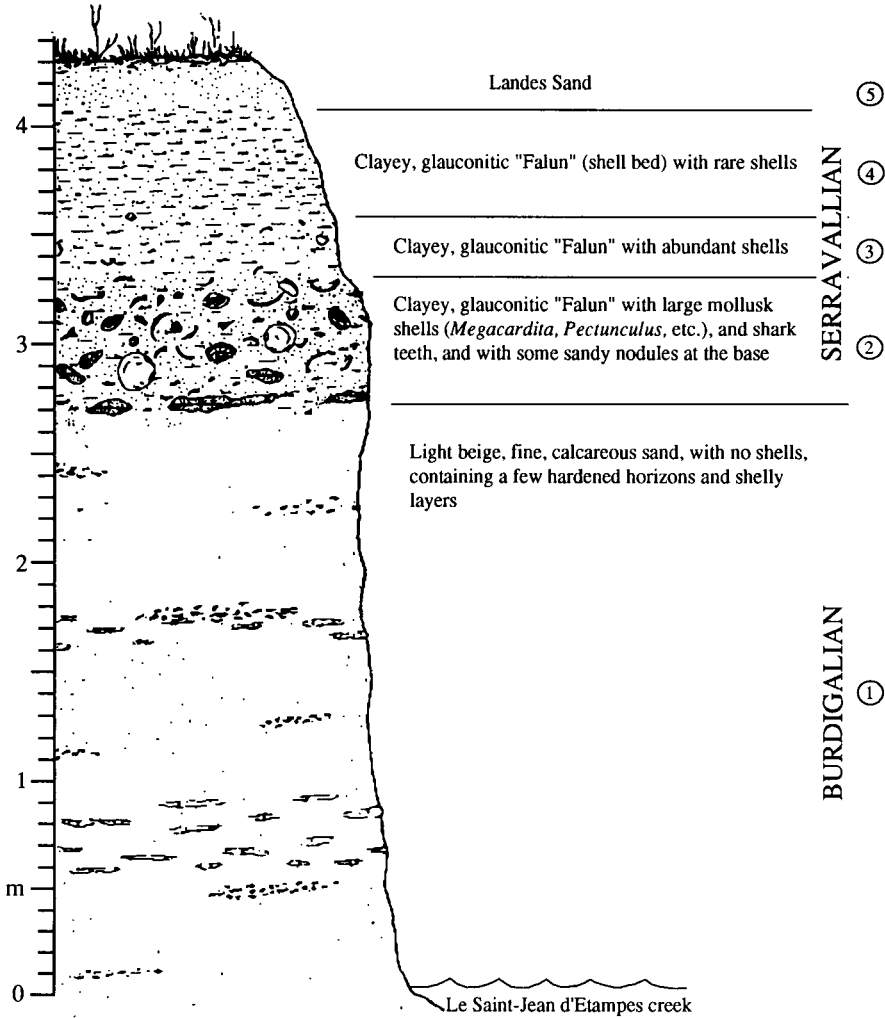 Landes Sand
5
4
Clayey, glauconitic "Falun" (shell bed) with rare shells
4
SERRAVALLIAN
Clayey, glauconitic "Falun" with abundant shells
3
Clayey, glauconitic "Falun" with large mollusk
shells (Megacardita, Pectunculus, etc.), and shark
teeth, and with some sandy nodules at the base
3
2
Light beige, fine, calcareous sand, with no shells,
containing a few hardened horizons and shelly
layers
2
BURDIGALIAN
1
1
m
0
Le Saint-Jean d'Etampes creek